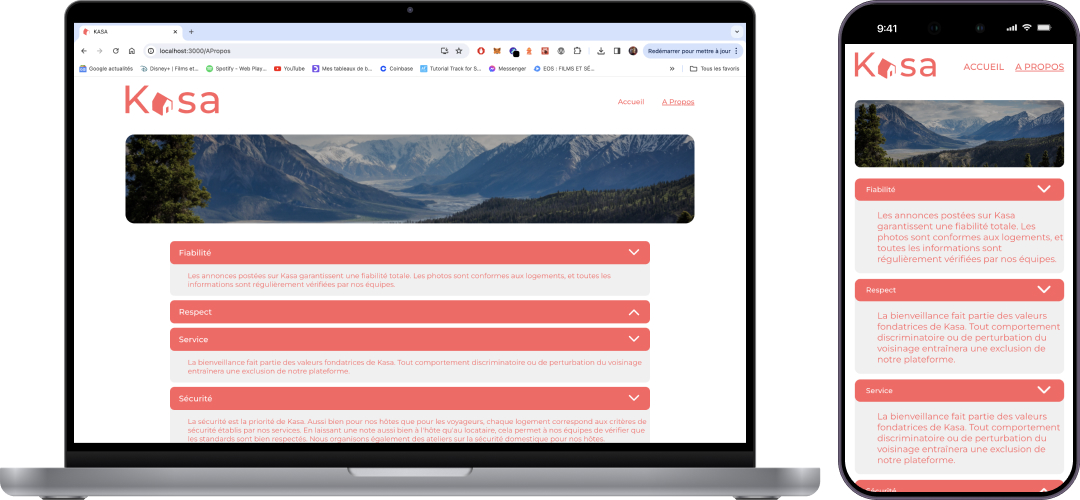 KASA
localhost:3000/APropos
Redémarrer pour mettre à jour
Google actualités
Disney+ | Films et...
Spotify - Web Play...
YouTube
Mes tableaux de b...
Coinbase
Tutorial Track for S...
Messenger
EOS : FILMS ET SÉ...
Tous les favoris
Kasa
Accueil
A Propos
Fiabilité
Les annonces postées sur Kasa garantissent une fiabilité totale. Les photos sont conformes aux logements, et toutes les
informations sont régulièrement vérifiées par nos équipes.
Respect
Service
La bienveillance fait partie des valeurs fondatrices de Kasa. Tout comportement discriminatoire ou de perturbation du voisinage
entraînera une exclusion de notre plateforme.
Sécurité
La sécurité est la priorité de Kasa. Aussi bien pour nos hôtes que pour les voyageurs, chaque logement correspond aux critères de
sécurité établis par nos services. En laissant une note aussi bien à l'hôte qu'au locataire, cela permet à nos équipes de vérifier que
les standards sont bien respectés. Nous organisons également des ateliers sur la sécurité domestique pour nos hôtes.
9:41
Kasa
ACCUEIL
A PROPOS
Fiabilité
Les annonces postées sur Kasa
garantissent une fiabilité totale. Les
photos sont conformes aux logements, et
toutes les informations sont
régulièrement vérifiées par nos équipes.
Respect
La bienveillance fait partie des valeurs
fondatrices de Kasa. Tout comportement
discriminatoire ou de perturbation du
voisinage entraînera une exclusion de
notre plateforme.
Service
La bienveillance fait partie des valeurs
fondatrices de Kasa. Tout comportement
discriminatoire ou de perturbation du
voisinage entraînera une exclusion de
notre plateforme.
Sécurité